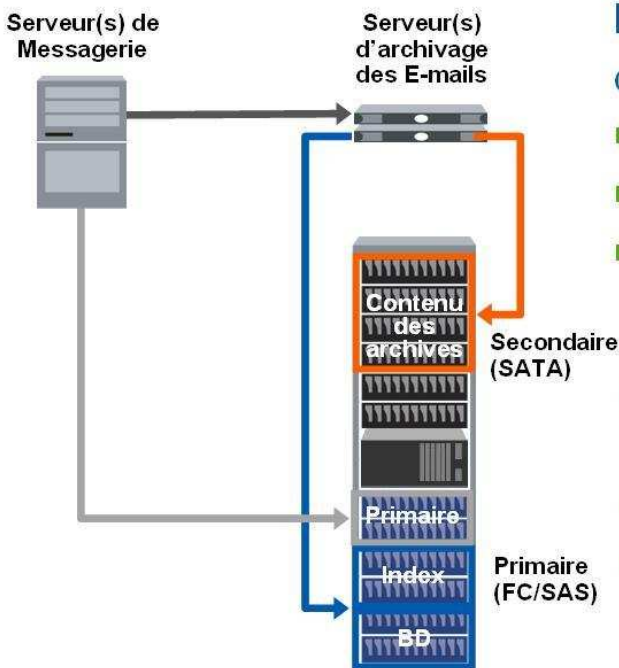 Serveur(s) de
Messagerie
Serveur(s)
d'archivage
des E-mails
Contenu
des
archives
Secondaire
(SATA)
Primaire
Index
BD
Primaire
(FC/SAS)